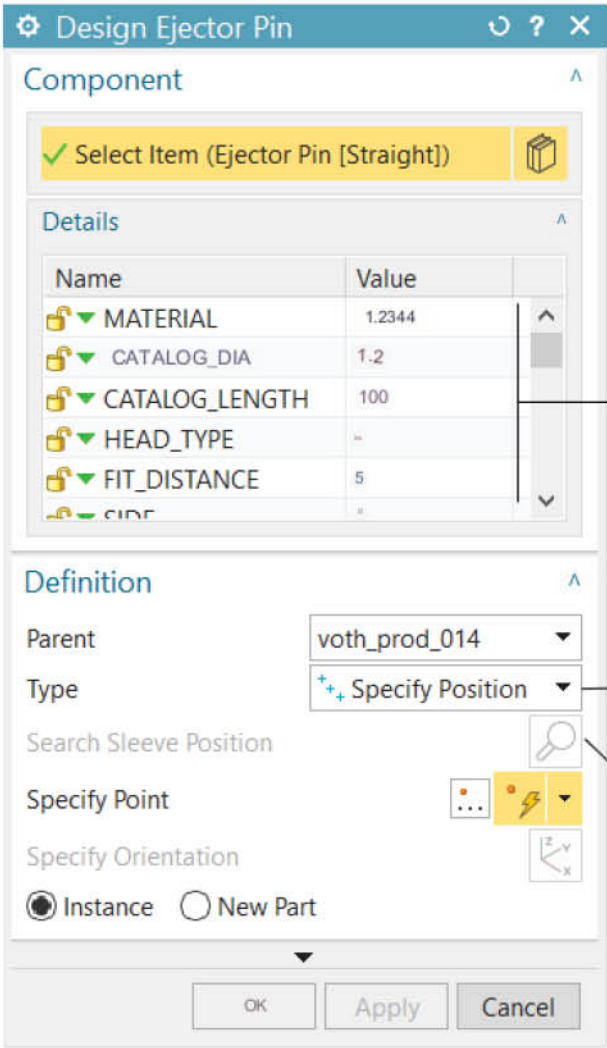 Design Ejector Pin ?
Component
Select Item (Ejector Pin [Straight])
Details
Name Value
MATERIAL 1.2344
CATALOG_DIA 1.2
CATALOG_LENGTH 100
HEAD_TYPE
FIT_DISTANCE 5
SIDE
Definition
Parent voth_prod_014
Type Specify Position
Search Sleeve Position
Specify Point
Specify Orientation
Instance New Part
OK Apply Cancel